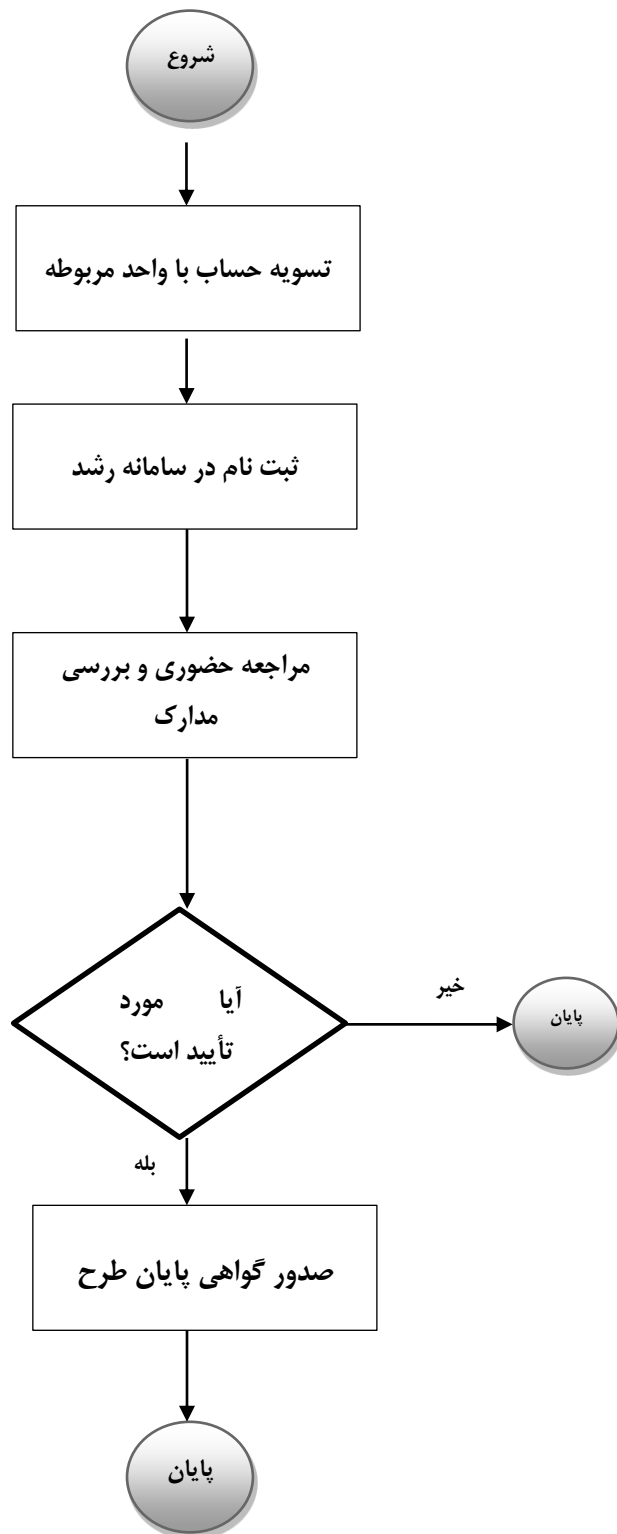 شروع
تسویه حساب با واحد مربوطه
ثبت نام در سامانه رشد
مراجعه حضوری و بررسی
مدارک
آیا مورد
تأیید است؟
خیر
پایان
بله
صدور گواهی پایان طرح
پایان